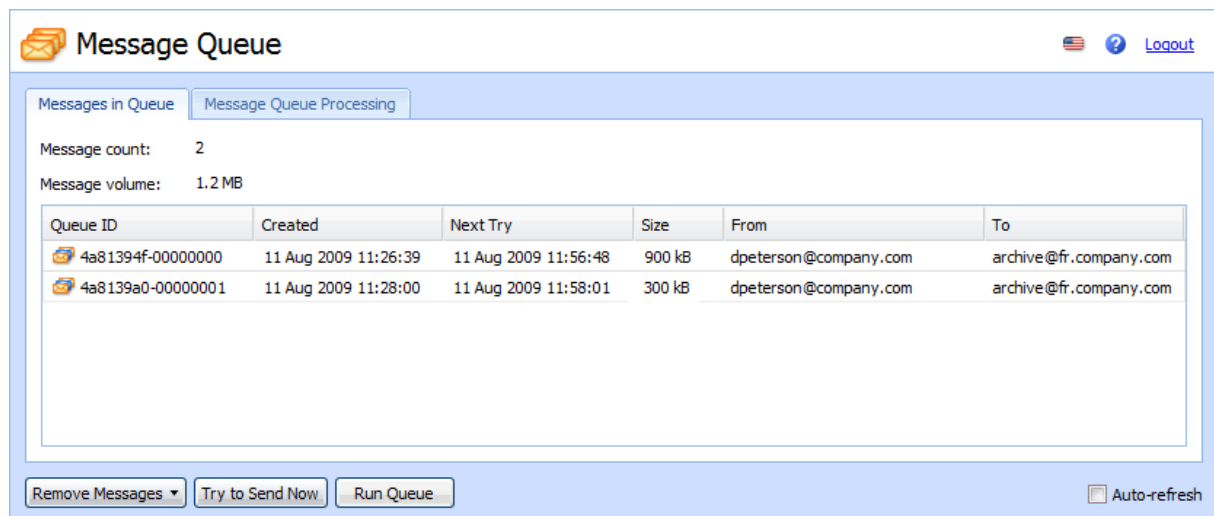 Message Queue Logout
Messages in Queue Message Queue Processing
Message count: 2
Message volume: 1.2 MB
Queue ID Created Next Try Size From To
4a81394f-00000000 11 Aug 2009 11:26:39 11 Aug 2009 11:56:48 900 kB dpeterson@company.com archive@fr.company.com
4a8139a0-00000001 11 Aug 2009 11:28:00 11 Aug 2009 11:58:01 300 kB dpeterson@company.com archive@fr.company.com
Remove Messages Try to Send Now Run Queue Auto-refresh